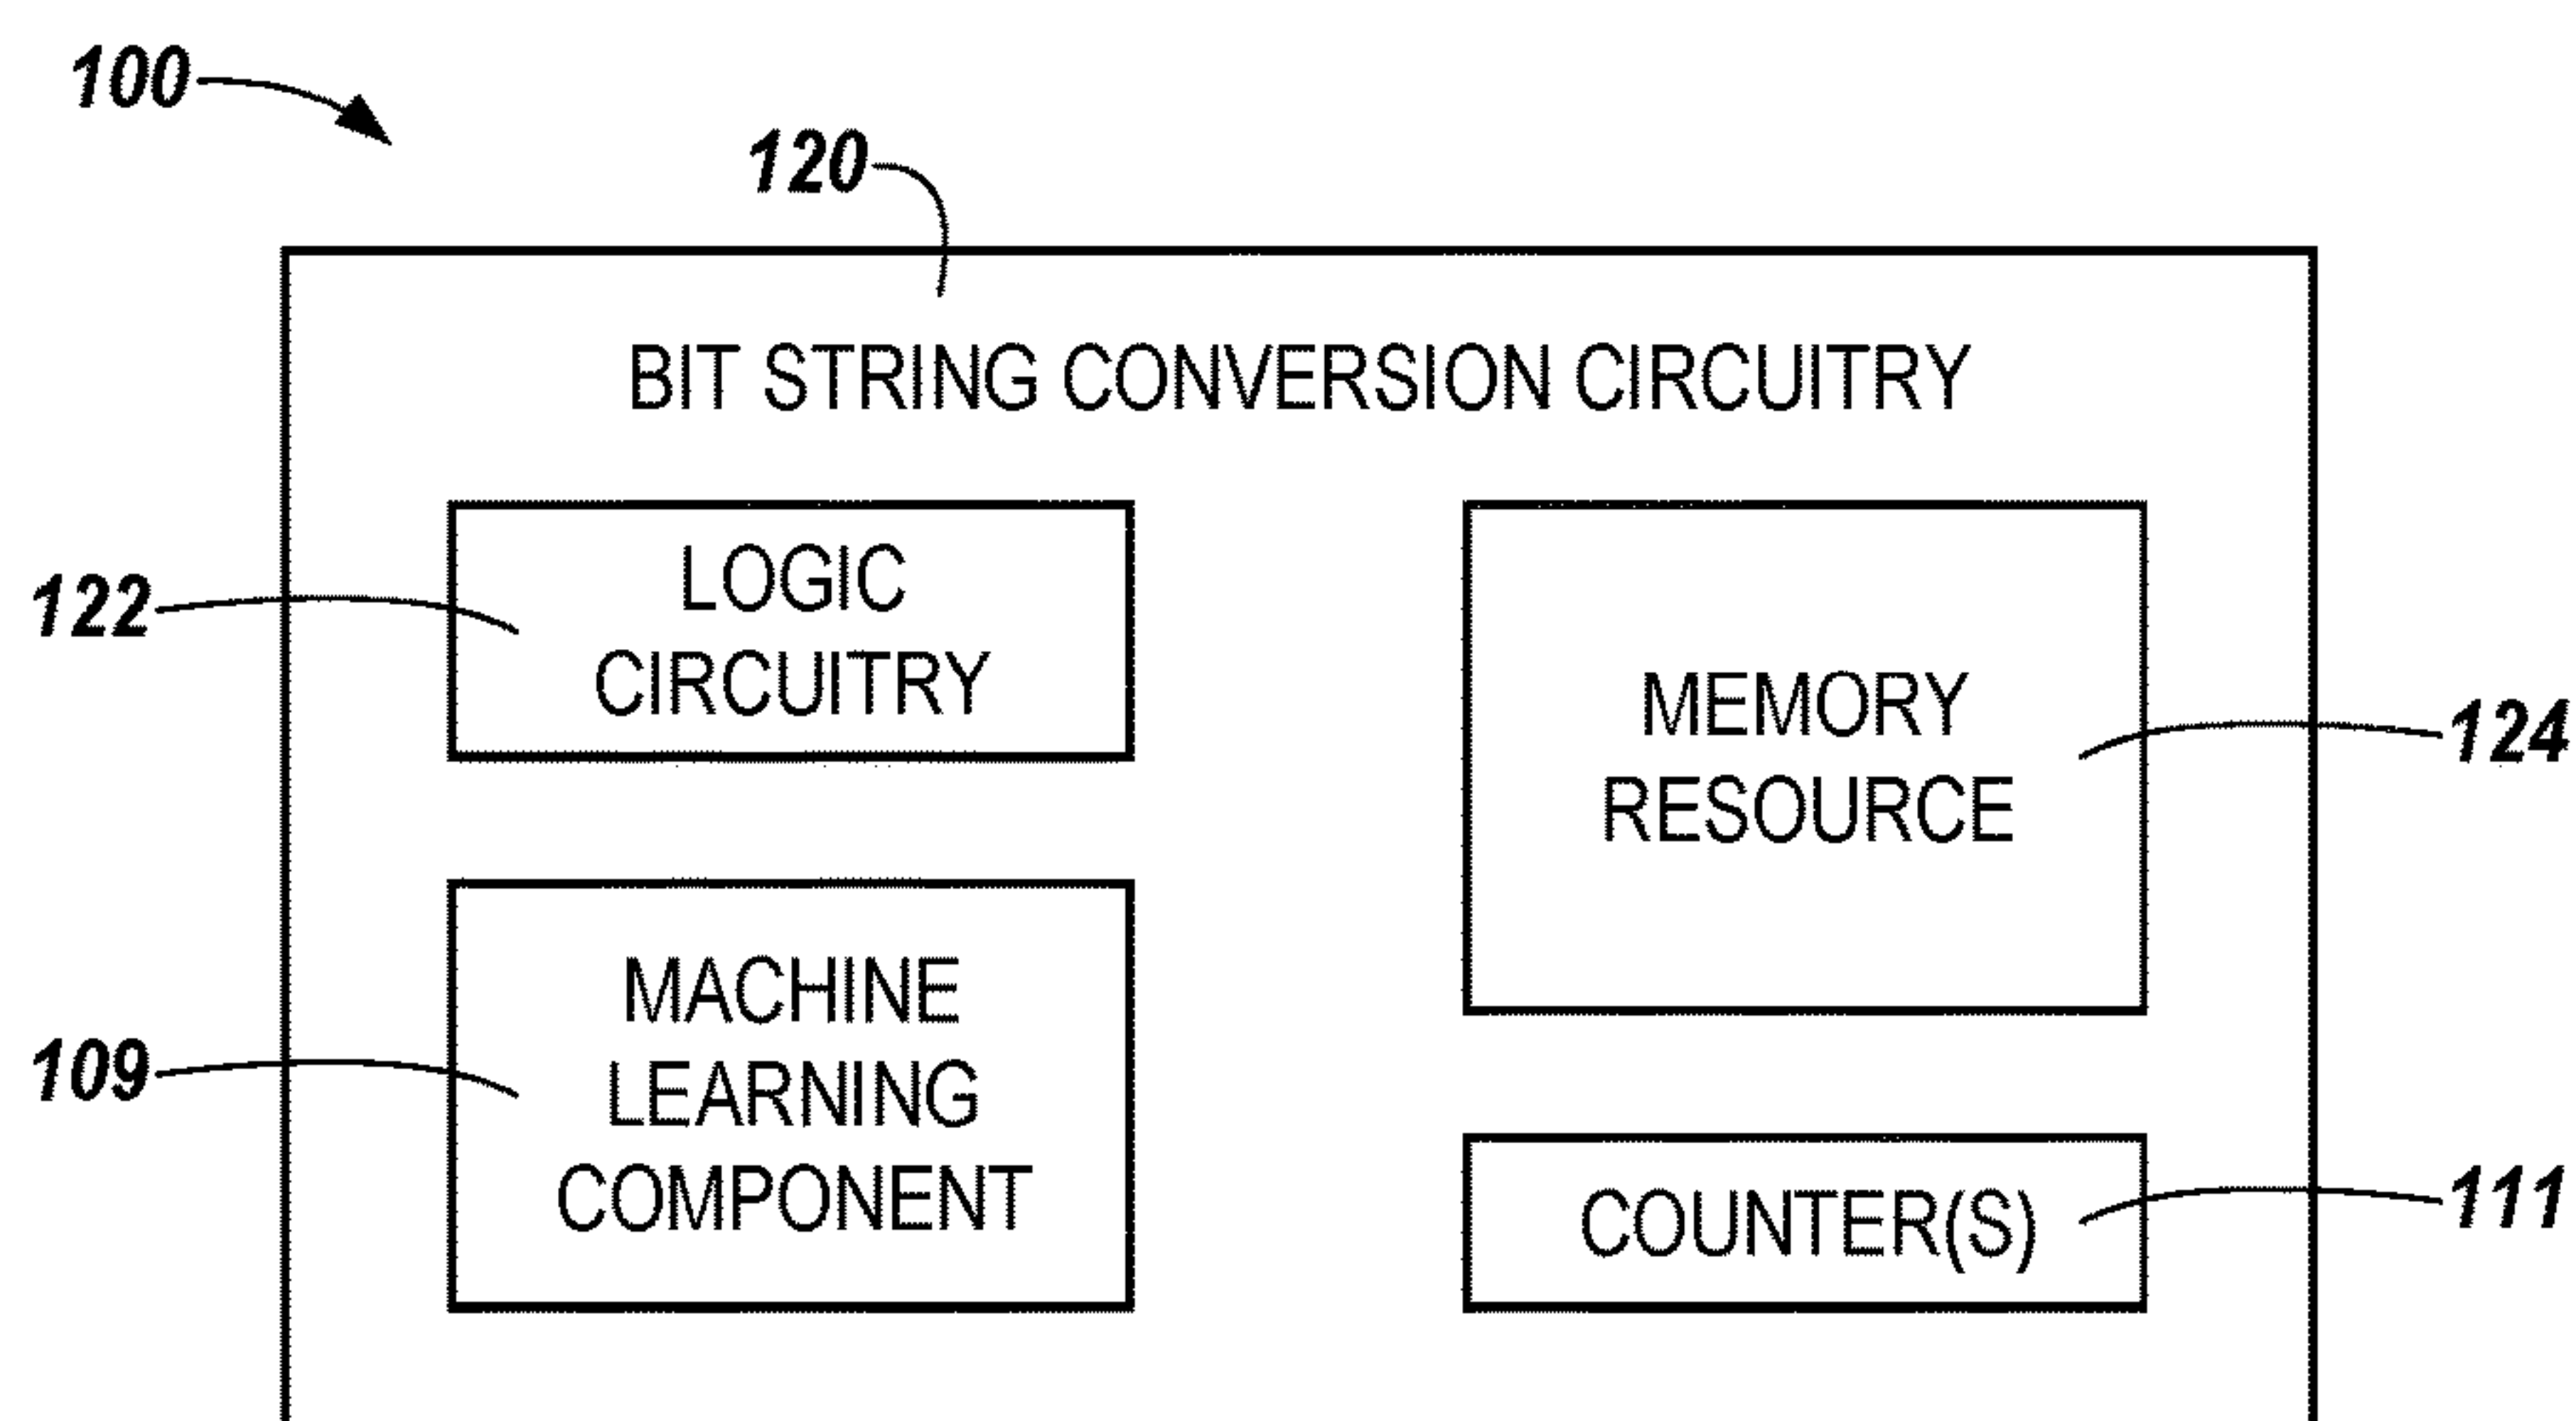 100
120
BIT STRING CONVERSION CIRCUITRY
122
LOGIC
CIRCUITRY
MEMORY
RESOURCE
124
109
MACHINE
LEARNING
COMPONENT
COUNTER(S)
111